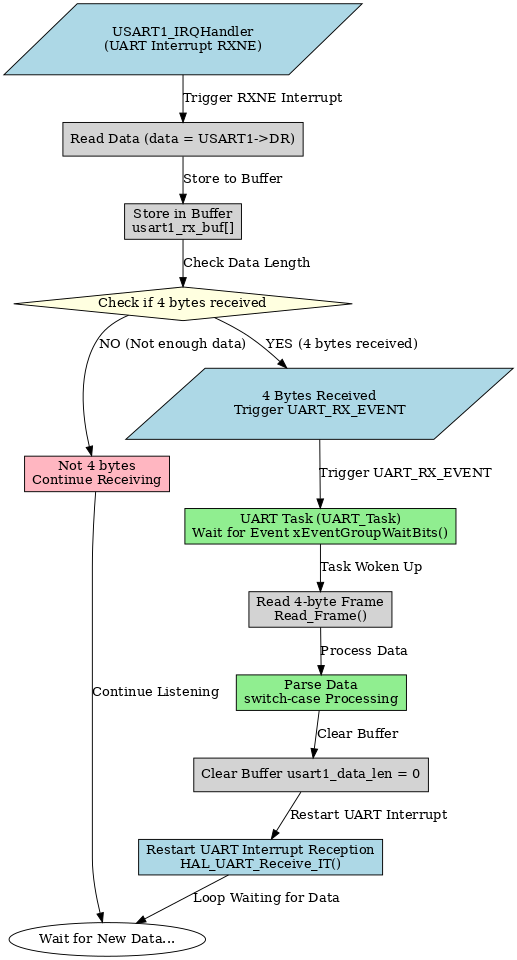 USART1_IRQHandler
(UART Interrupt RXNE)
Trigger RXNE Interrupt
Read Data (data = USART1->DR)
Store to Buffer
Store in Buffer
usart1_rx_buf[]
Check Data Length
Check if 4 bytes received
NO (Not enough data)
YES (4 bytes received)
4 Bytes Received
Trigger UART_RX_EVENT
Not 4 bytes
Continue Receiving
Trigger UART_RX_EVENT
UART Task (UART_Task)
Wait for Event xEventGroupWaitBits()
Task Woken Up
Read 4-byte Frame
Read_Frame()
Process Data
Parse Data
switch-case Processing
Continue Listening
Clear Buffer
Clear Buffer usart1_data_len = 0
Restart UART Interrupt
Restart UART Interrupt Reception
HAL_UART_Receive_IT()
Loop Waiting for Data
Wait for New Data...